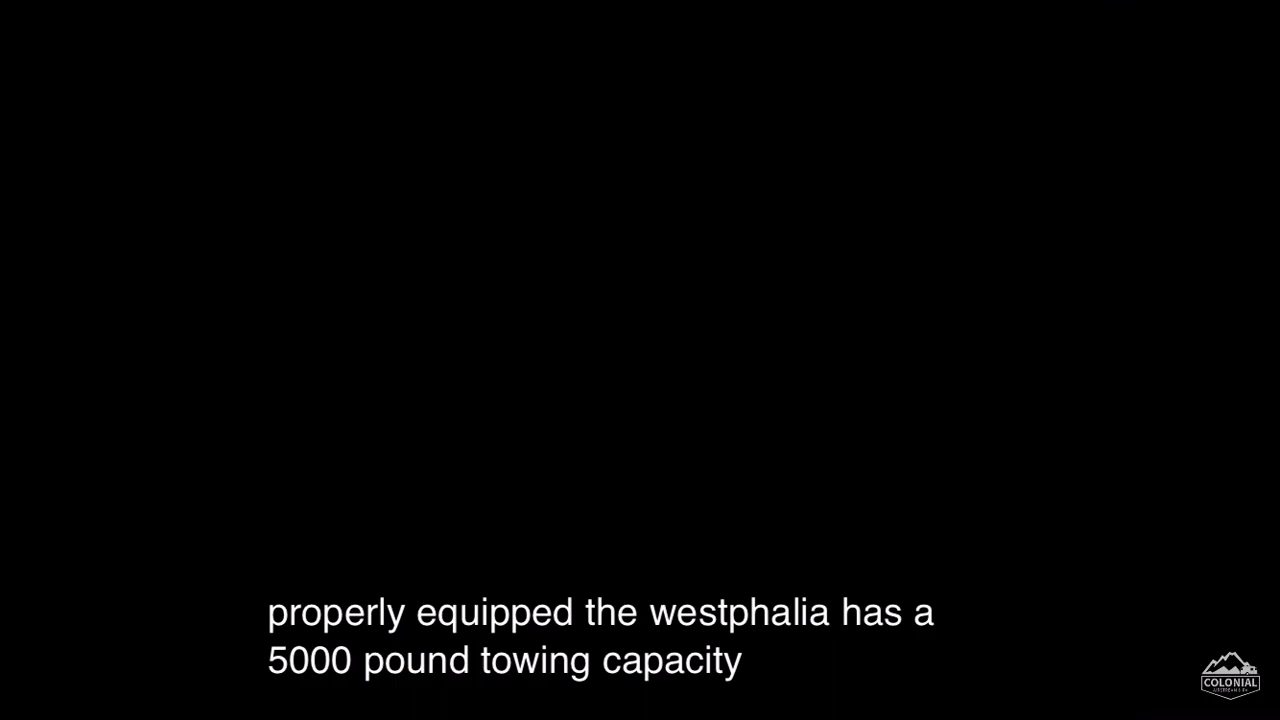 properly equipped the westphalia has a
5000 pound towing capacity
COLONIAL